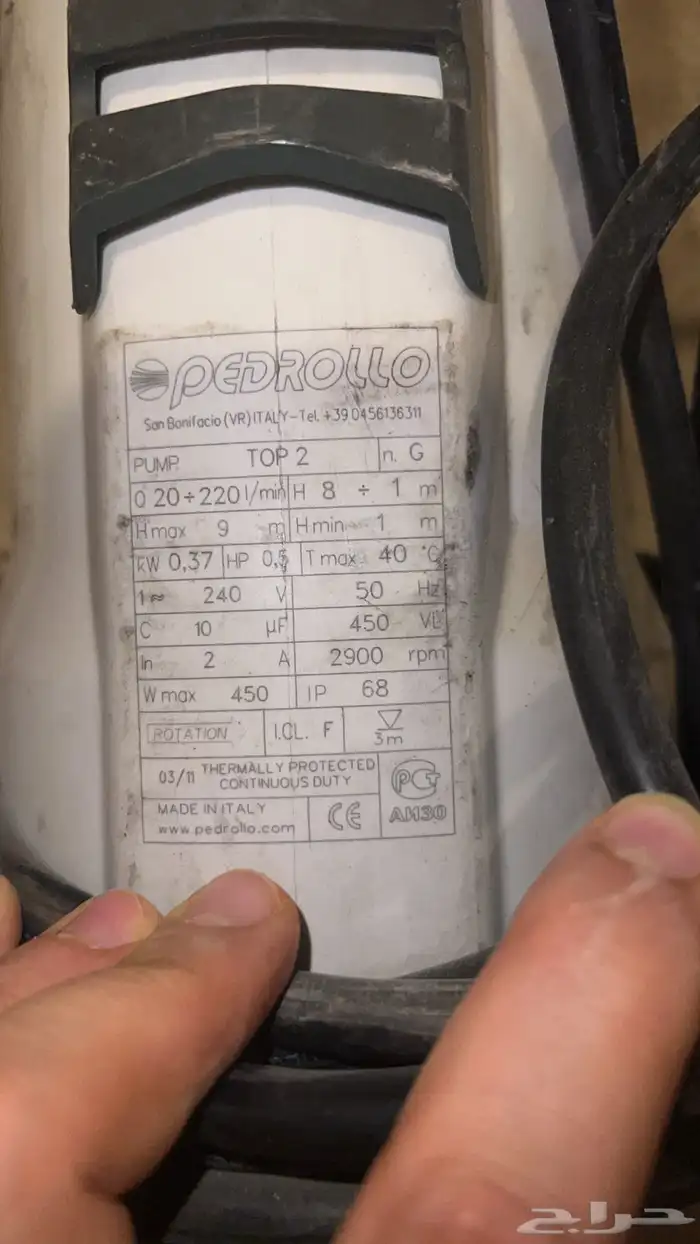 PEDROLLO
San Bonifacio (VR) ITALY - Tel. +39 0456136311
PUMP TOP 2 n. G
Q 20÷220 l/min H 8 ÷ 1 m
H max 9 m H min 1 m
kW 0,37 HP 0,5 T max 40 °C
1≈ 240 V 50 Hz
C 10 µF 450 VL
In 2 A 2900 rpm
W max 450 IP 68
ROTATION I.CL. F 3m
03/11 THERMALLY PROTECTED
CONTINUOUS DUTY
PCT
MADE IN ITALY CE АИ30
www.pedrollo.com
حراج